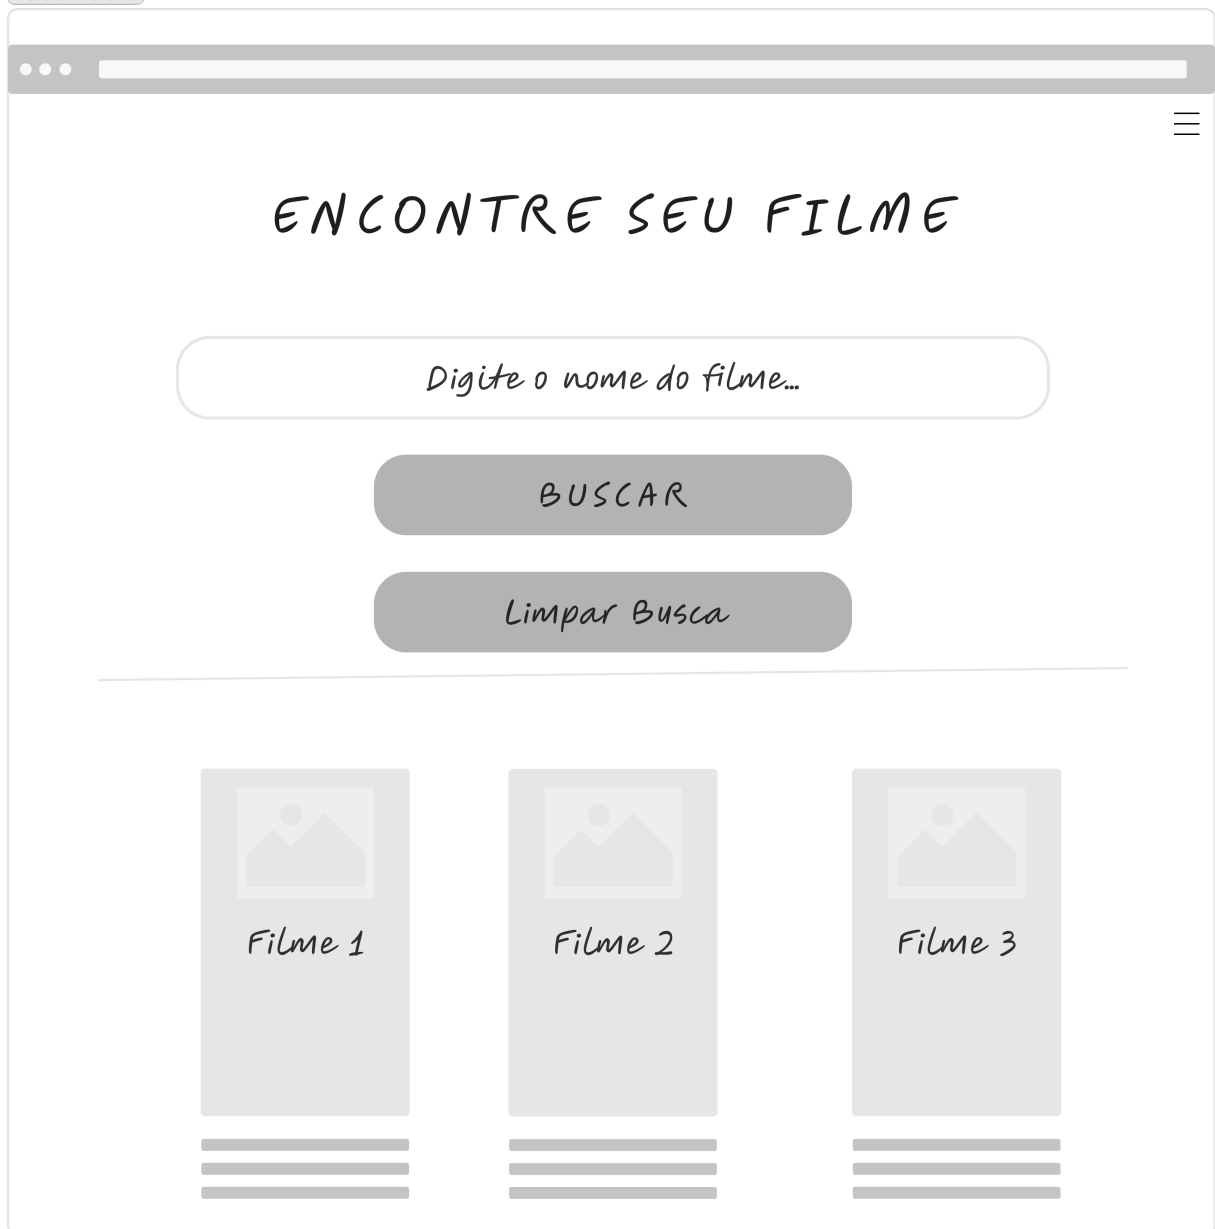 ENCONTRE SEU FILME
Digite o nome do filme...
BUSCAR
Limpar Busca
Filme 1
Filme 2
Filme 3